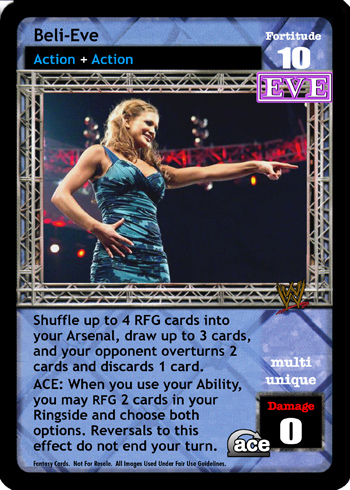 Beli-Eve
Fortitude
Action + Action
10
EVE
W
Shuffle up to 4 RFG cards into
your Arsenal, draw up to 3 cards,
and your opponent overturns 2
cards and discards 1 card.
ACE: When you use your Ability,
you may RFG 2 cards in your
Ringside and choose both
options. Reversals to this
effect do not end your turn.
multi
unique
Damage
0
ace
Fantasy Cards. Not For Resale. All Images Used Under Fair Use Guidelines.